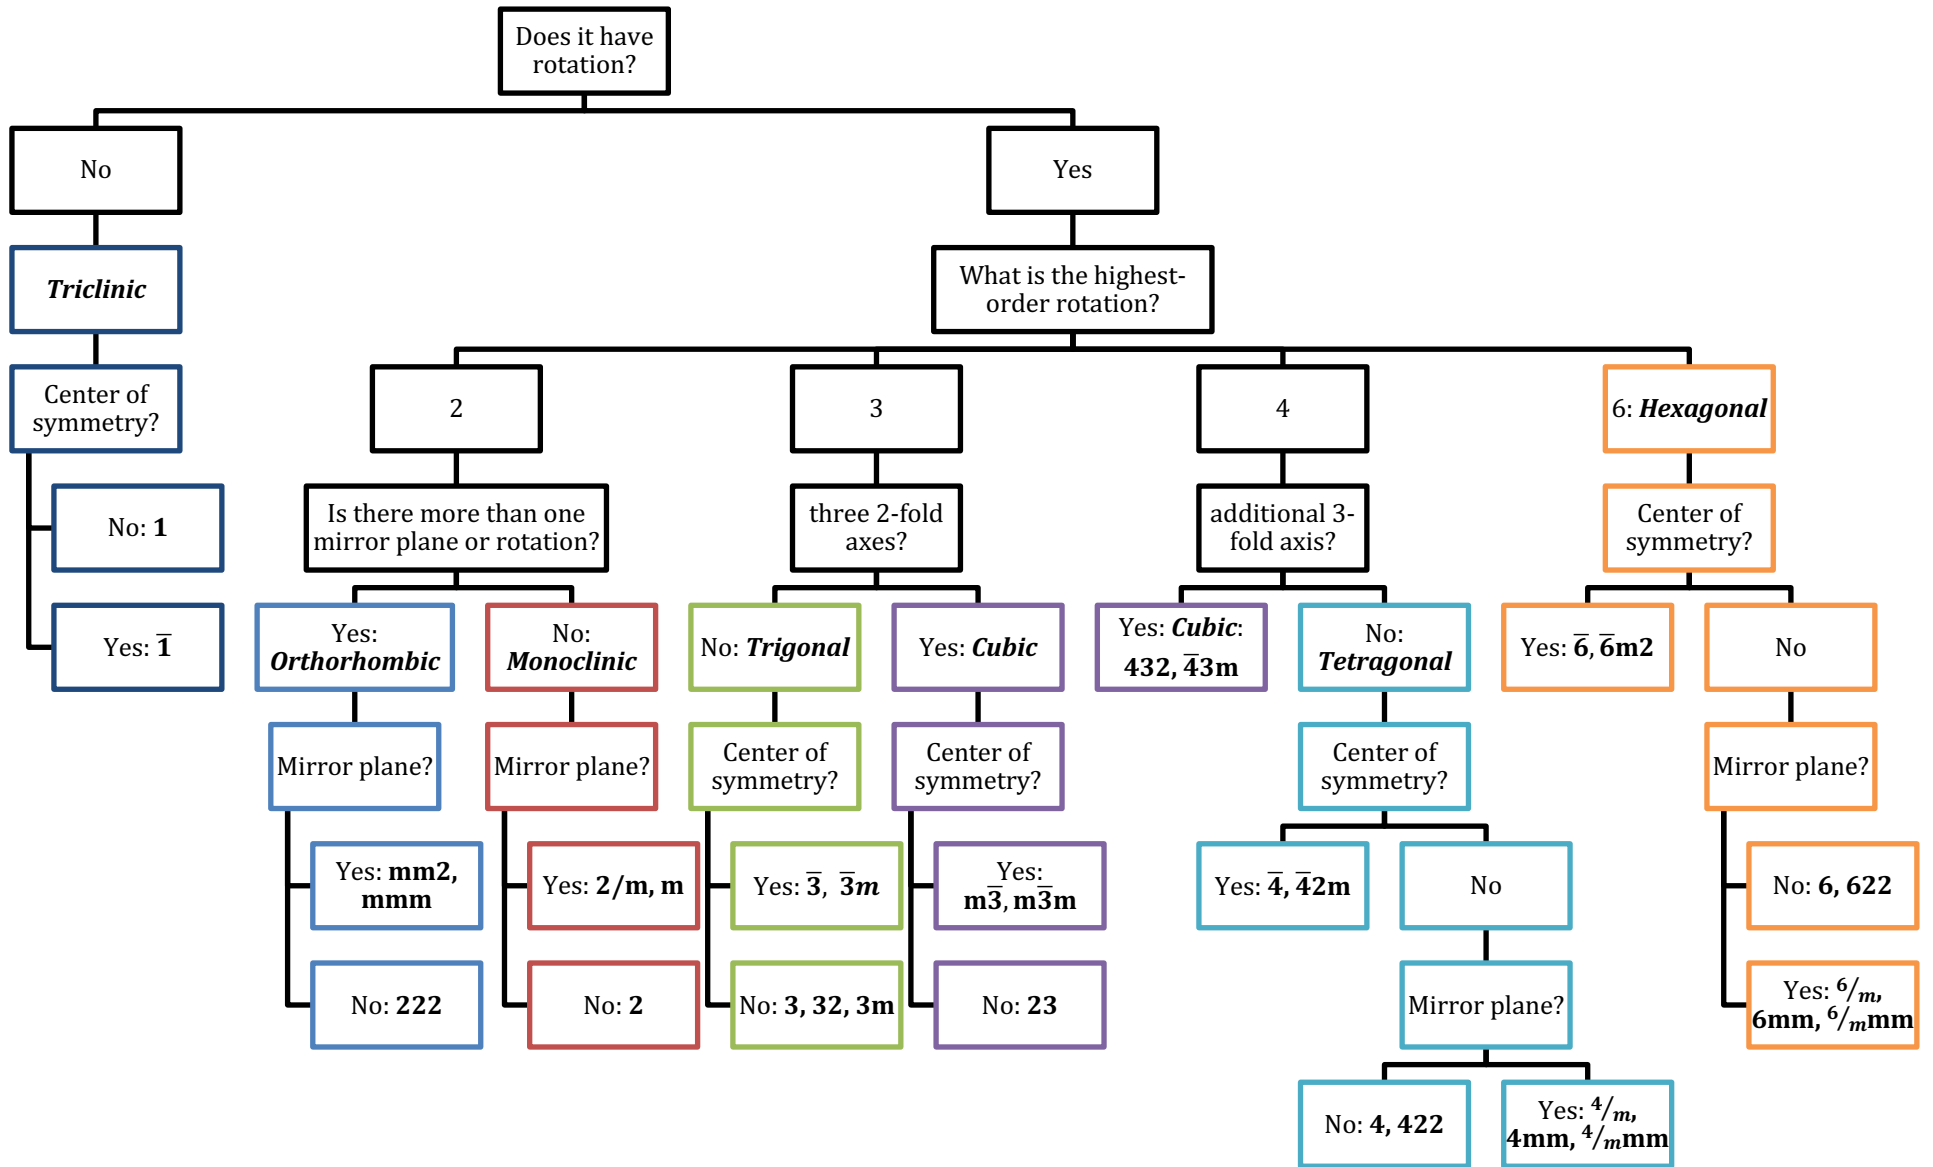 Does it have
rotation?
No
Yes
Triclinic
What is the highest-
order rotation?
Center of
symmetry?
2
3
4
6: Hexagonal
No: 1
Is there more than one
mirror plane or rotation?
three 2-fold
axes?
additional 3-
fold axis?
Center of
symmetry?
Yes: 1̅
Yes:
Orthorhombic
No:
Monoclinic
No: Trigonal
Yes: Cubic
Yes: Cubic:
432, 4̅3m
No:
Tetragonal
Yes: 6̅, 6̅m2
No
Mirror plane?
Mirror plane?
Center of
symmetry?
Center of
symmetry?
Center of
symmetry?
Mirror plane?
Yes: mm2,
mmm
Yes: 2/m, m
Yes: 3̅, 3̅m
Yes:
m3̅, m3̅m
Yes: 4̅, 4̅2m
No
No: 6, 622
No: 222
No: 2
No: 3, 32, 3m
No: 23
Mirror plane?
Yes: 6/m,
6mm, 6/mmm
No: 4, 422
Yes: 4/m,
4mm, 4/mmm